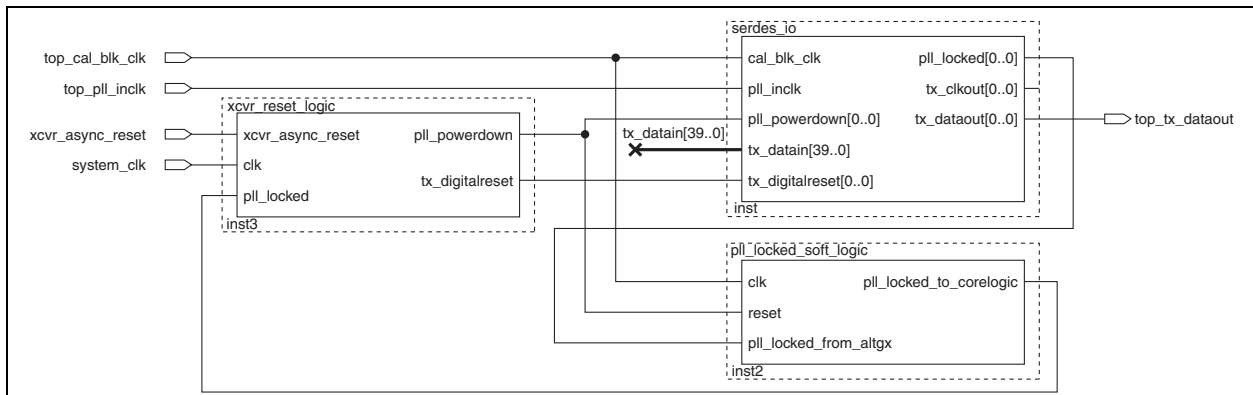 top_cal_blk_clk
top_pll_inclk
xcvr_async_reset
system_clk
xcvr_reset_logic
xcvr_async_reset
clk
pll_locked
pll_powerdown
tx_digitalreset
inst3
serdes_io
cal_blk_clk
pll_inclk
pll_powerdown[0..0]
tx_datain[39..0]
tx_datain[39..0]
tx_digitalreset[0..0]
pll_locked[0..0]
tx_clkout[0..0]
tx_dataout[0..0]
inst
top_tx_dataout
pll_locked_soft_logic
clk
reset
pll_locked_from_altgx
pll_locked_to_corelogic
inst2